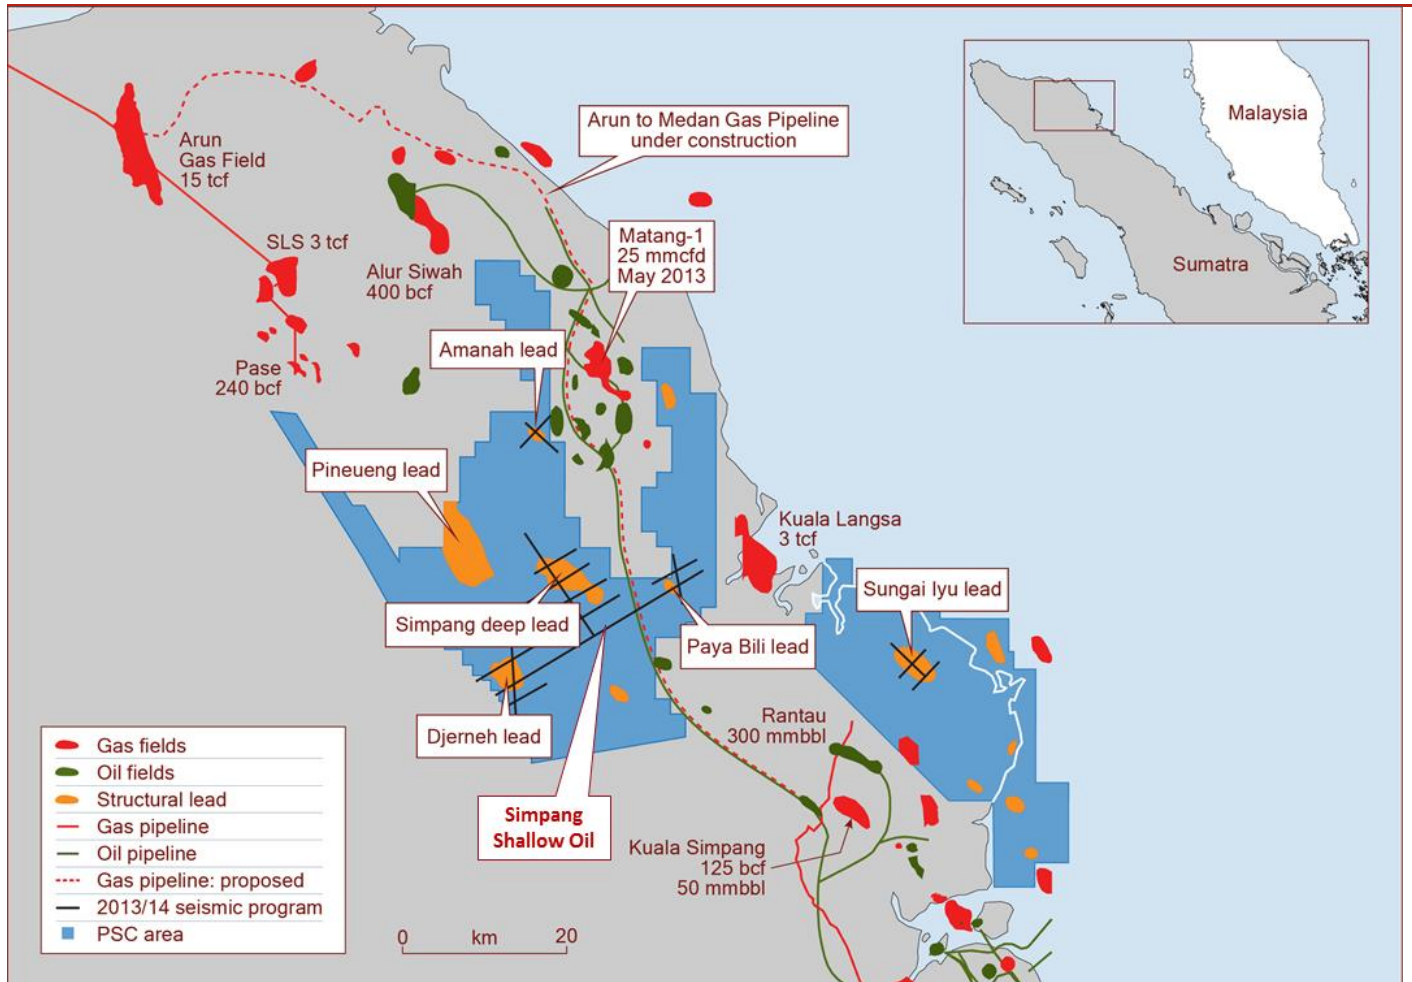 Arun to Medan Gas Pipeline
under construction
Malaysia
Sumatra
Arun
Gas Field
15 tcf
SLS 3 tcf
Alur Siwah
400 bcf
Matang-1
25 mmcfd
May 2013
Amanah lead
Pase
240 bcf
Pineueng lead
Kuala Langsa
3 tcf
Sungai Iyu lead
Simpang deep lead
Paya Bili lead
Djerneh lead
Rantau
300 mmbbl
Simpang
Shallow Oil
Kuala Simpang
125 bcf
50 mmbbl
Gas fields
Oil fields
Structural lead
Gas pipeline
Oil pipeline
Gas pipeline: proposed
2013/14 seismic program
PSC area
0 km 20